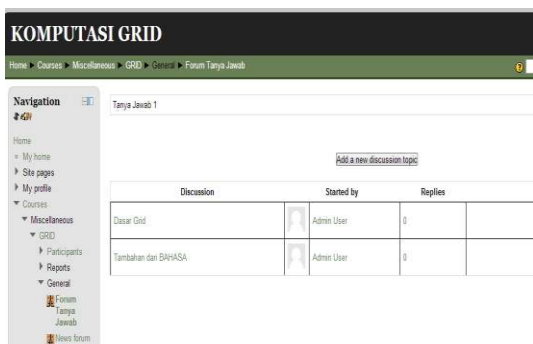 KOMPUTASI GRID
Home ► Courses ► Miscellaneous ► GRID ► General ► Forum Tanya Jawab
Navigation
Home
My home
Site pages
My profile
Courses
Miscellaneous
GRID
Participants
Reports
General
Forum
Tanya
Jawab
News forum
Tanya Jawab 1
Add a new discussion topic
Discussion Started by Replies
Dasar Grid Admin User 0
Tambahan dari BAHASA Admin User 0